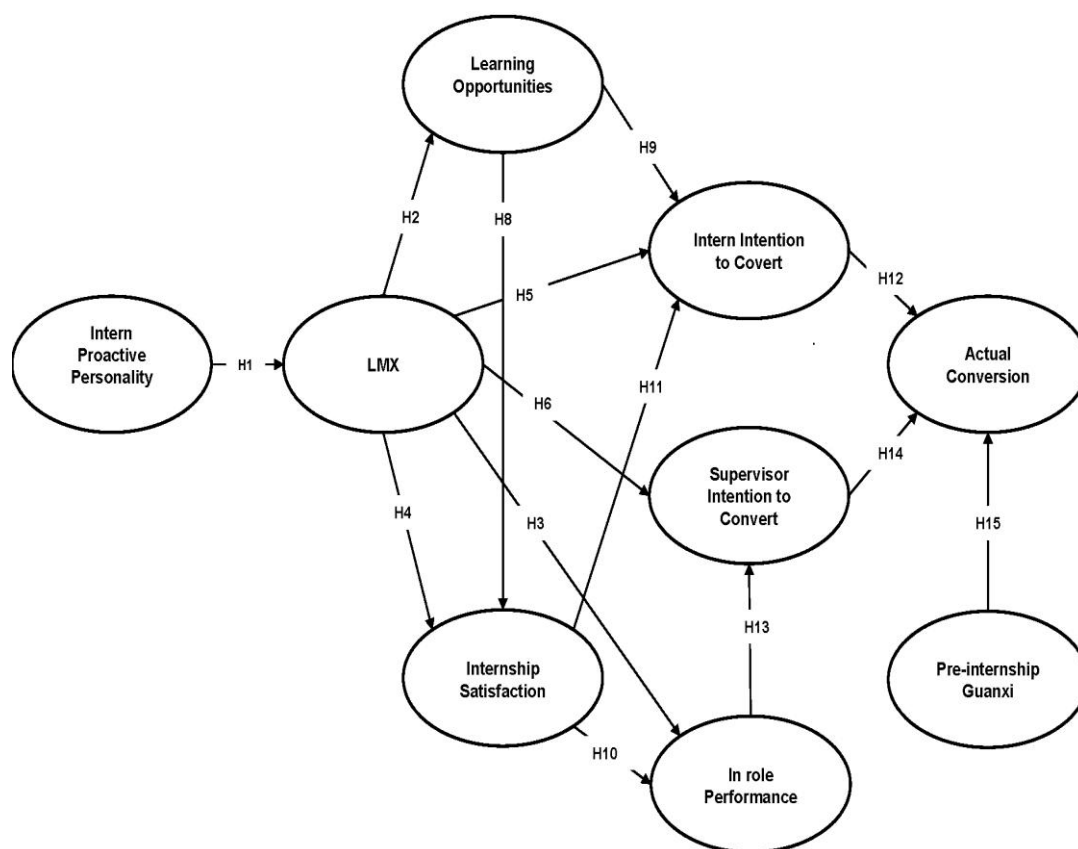 Learning
Opportunities
H9
H2
H8
Intern Intention
to Covert
H5
H12
Intern
Proactive
Personality
H1
LMX
Actual
Conversion
H11
H6
H14
Supervisor
Intention to
Convert
H4
H3
H15
H13
Internship
Satisfaction
Pre-internship
Guanxi
H10
In role
Performance